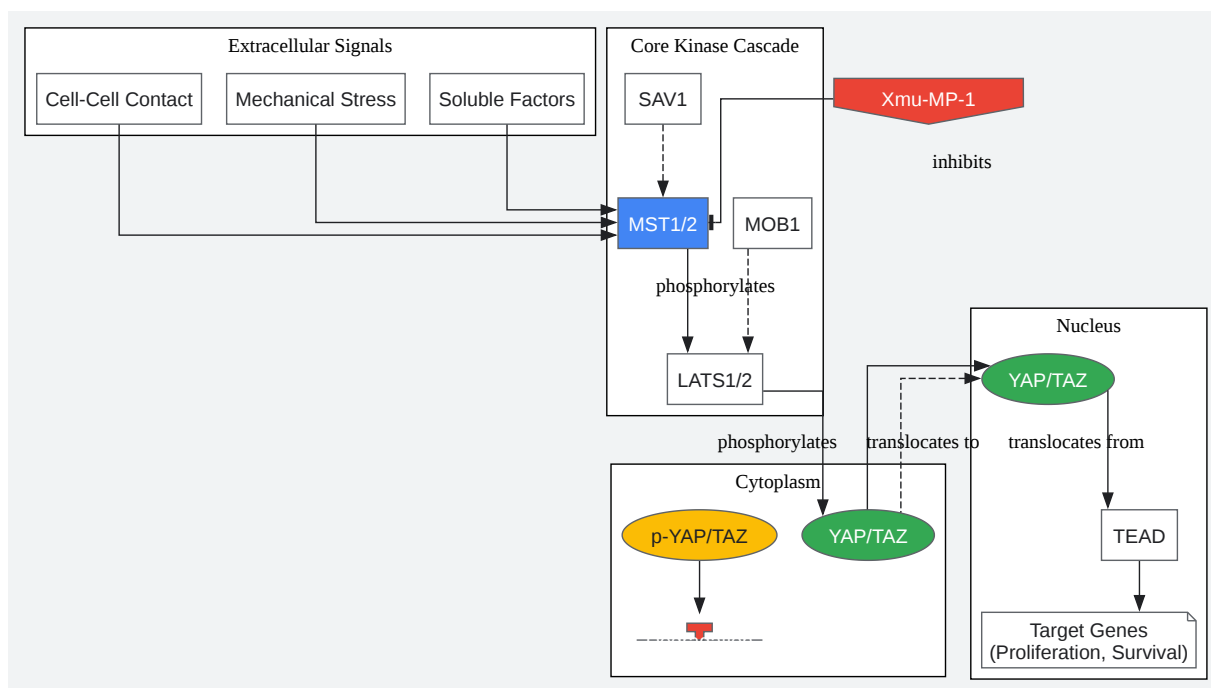 Extracellular Signals
Cell-Cell Contact
Mechanical Stress
Soluble Factors
Core Kinase Cascade
SAV1
Xmu-MP-1
inhibits
MST1/2
MOB1
phosphorylates
LATS1/2
Nucleus
YAP/TAZ
phosphorylates
translocates to
translocates from
Cytoplasm
p-YAP/TAZ
YAP/TAZ
TEAD
Target Genes
(Proliferation, Survival)